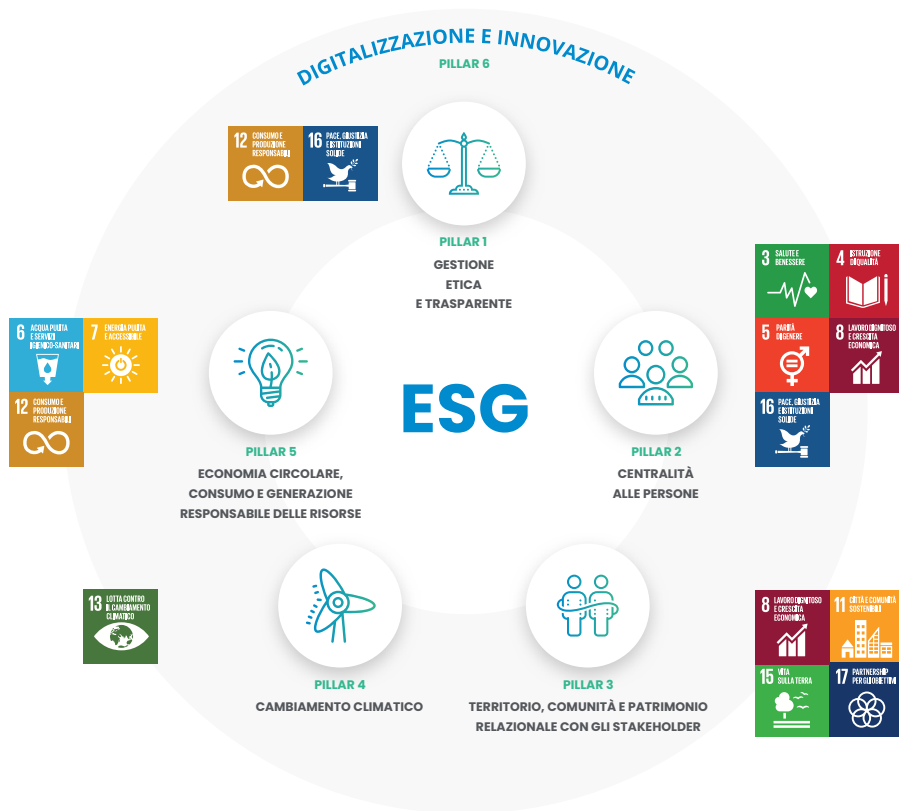 DIGITALIZZAZIONE E INNOVAZIONE
PILLAR 6
12 CONSUMO E
PRODUZIONE
RESPONSABILI
16 PACE, GIUSTIZIA
E ISTITUZIONI
SOLIDE
PILLAR 1
GESTIONE
ETICA
E TRASPARENTE
3 SALUTE E
BENESSERE
4 ISTRUZIONE
DI QUALITÀ
5 PARITÀ
DI GENERE
8 LAVORO DIGNITOSO
E CRESCITA
ECONOMICA
16 PACE, GIUSTIZIA
E ISTITUZIONI
SOLIDE
6 ACQUA PULITA
E SERVIZI
IGIENICO-SANITARI
7 ENERGIA PULITA
E ACCESSIBILE
12 CONSUMO E
PRODUZIONE
RESPONSABILI
ESG
PILLAR 5
ECONOMIA CIRCOLARE,
CONSUMO E GENERAZIONE
RESPONSABILE DELLE RISORSE
PILLAR 2
CENTRALITÀ
ALLE PERSONE
13 LOTTA CONTRO
IL CAMBIAMENTO
CLIMATICO
PILLAR 4
CAMBIAMENTO CLIMATICO
PILLAR 3
TERRITORIO, COMUNITÀ E PATRIMONIO
RELAZIONALE CON GLI STAKEHOLDER
8 LAVORO DIGNITOSO
E CRESCITA
ECONOMICA
11 CITTÀ E COMUNITÀ
SOSTENIBILI
15 VITA
SULLA TERRA
17 PARTNERSHIP
PER GLI OBIETTIVI